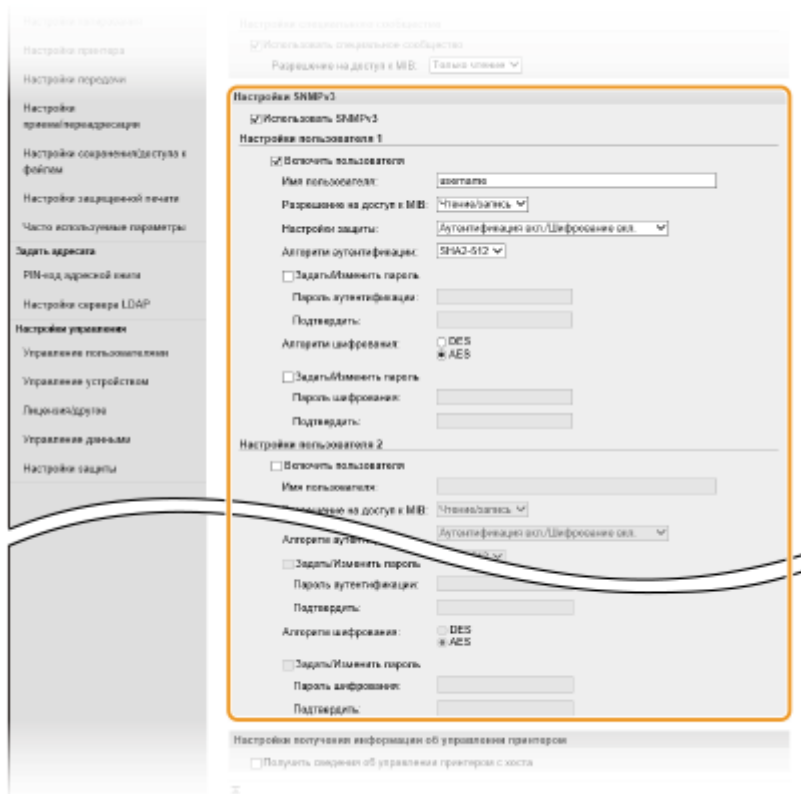 Настройки принтера
Настройки передачи
Настройки
приема/переадресации
Настройки сохранения/доступа к
файлам
Настройки защищенной печати
Часто используемые параметры
Задать адресата
PIN-код адресной книги
Настройки сервера LDAP
Настройки управления
Управление пользователями
Управление устройством
Лицензия/другое
Управление данными
Настройки защиты
Настройки специального сообщества
Использовать специальное сообщество
Разрешение на доступ к MIB: Только чтение
Настройки SNMPv3
Использовать SNMPv3
Настройки пользователя 1
Включить пользователя
Имя пользователя: username
Разрешение на доступ к MIB: Чтение/запись
Настройки защиты: Аутентификация вкл./Шифрование вкл.
Алгоритм аутентификации: SHA2-512
Задать/Изменить пароль
Пароль аутентификации:
Подтвердить:
Алгоритм шифрования: DES
AES
Задать/Изменить пароль
Пароль шифрования:
Подтвердить:
Настройки пользователя 2
Включить пользователя
Имя пользователя:
на доступ к MIB: Чтение/запись
Аутентификация вкл./Шифрование вкл.
Алгоритм
Задать/Изменить пароль
Пароль аутентификации:
Подтвердить:
Алгоритм шифрования: DES
AES
Задать/Изменить пароль
Пароль шифрования:
Подтвердить:
Настройки получения информации об управлении принтером
Получить сведения об управлении принтером с хоста